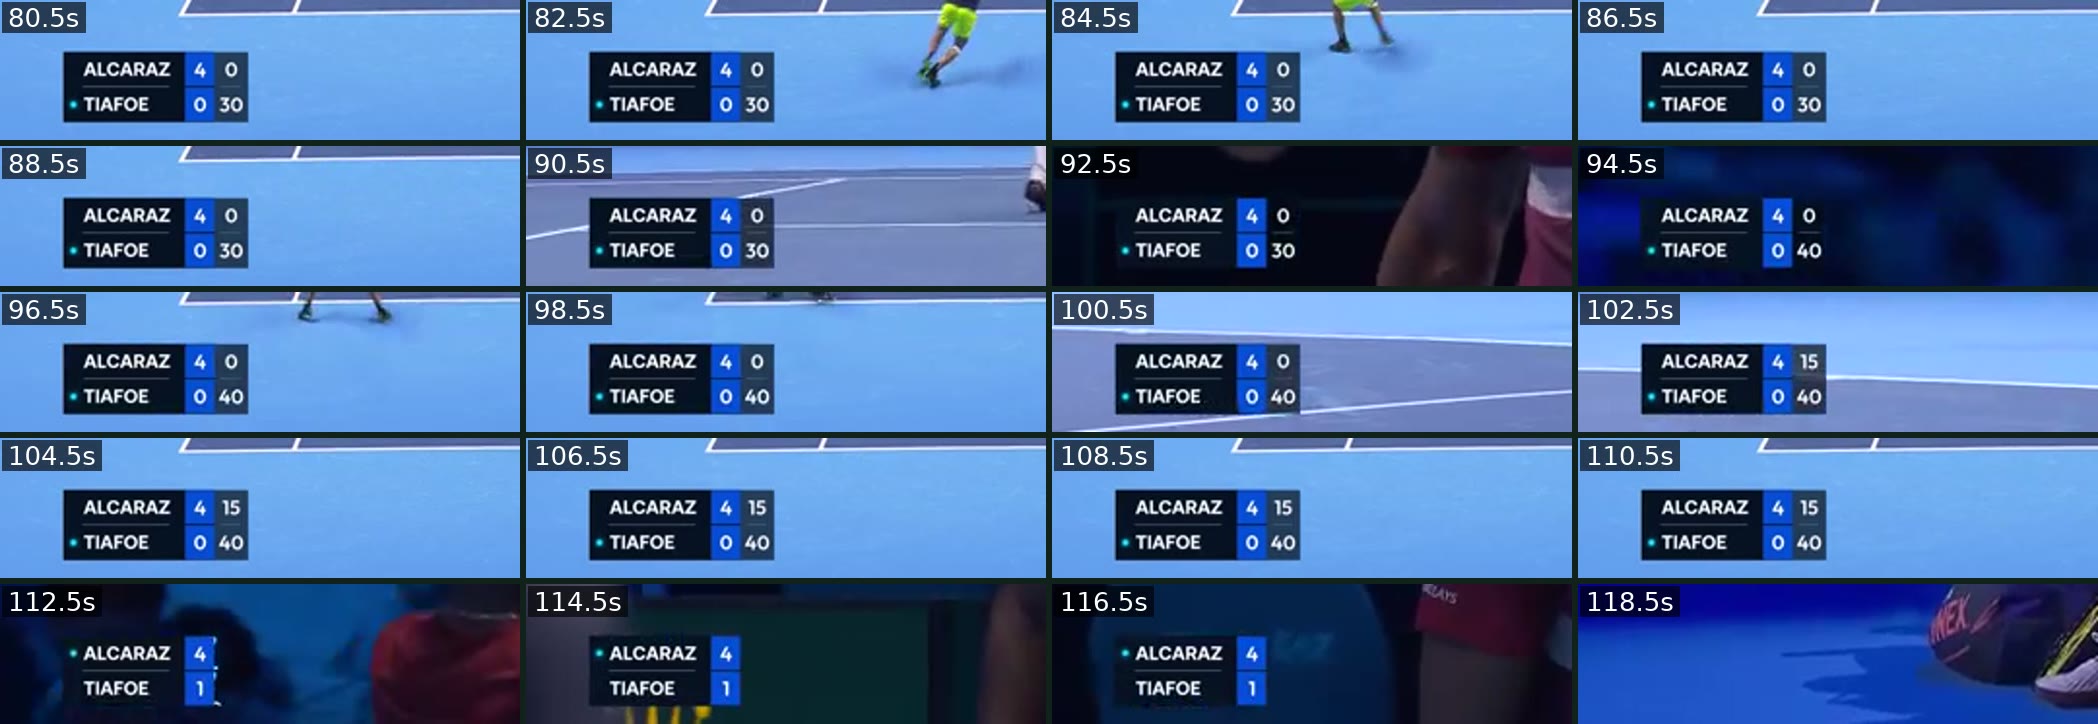 80.5s
ALCARAZ 4 0
TIAFOE 0 30
82.5s
ALCARAZ 4 0
TIAFOE 0 30
84.5s
ALCARAZ 4 0
TIAFOE 0 30
86.5s
ALCARAZ 4 0
TIAFOE 0 30
88.5s
ALCARAZ 4 0
TIAFOE 0 30
90.5s
ALCARAZ 4 0
TIAFOE 0 30
92.5s
ALCARAZ 4 0
TIAFOE 0 30
94.5s
ALCARAZ 4 0
TIAFOE 0 40
96.5s
ALCARAZ 4 0
TIAFOE 0 40
98.5s
ALCARAZ 4 0
TIAFOE 0 40
100.5s
ALCARAZ 4 0
TIAFOE 0 40
102.5s
ALCARAZ 4 15
TIAFOE 0 40
104.5s
ALCARAZ 4 15
TIAFOE 0 40
106.5s
ALCARAZ 4 15
TIAFOE 0 40
108.5s
ALCARAZ 4 15
TIAFOE 0 40
110.5s
ALCARAZ 4 15
TIAFOE 0 40
112.5s
ALCARAZ 4
TIAFOE 1
114.5s
ALCARAZ 4
TIAFOE 1
116.5s
ALCARAZ 4
TIAFOE 1
118.5s